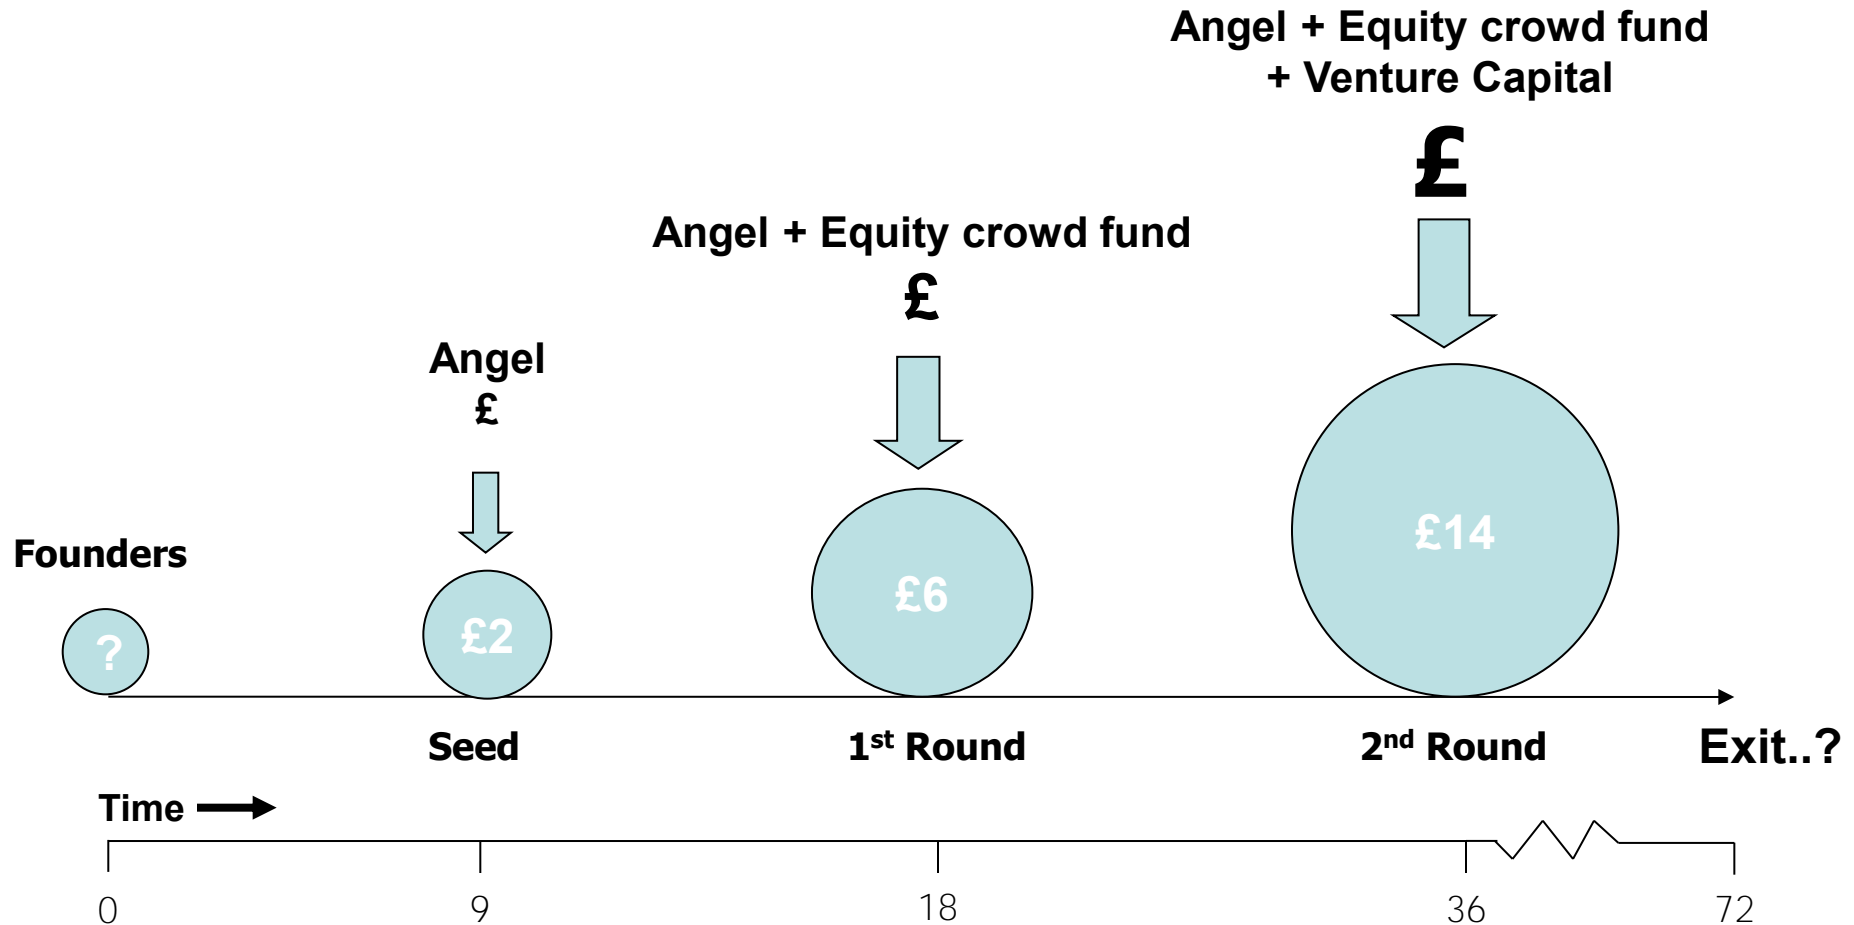 Angel + Equity crowd fund
+ Venture Capital
£
Angel + Equity crowd fund
£
Angel
£
Founders
?
£2
£6
£14
Seed
1st Round
2nd Round
Exit..?
Time
0
9
18
36
72